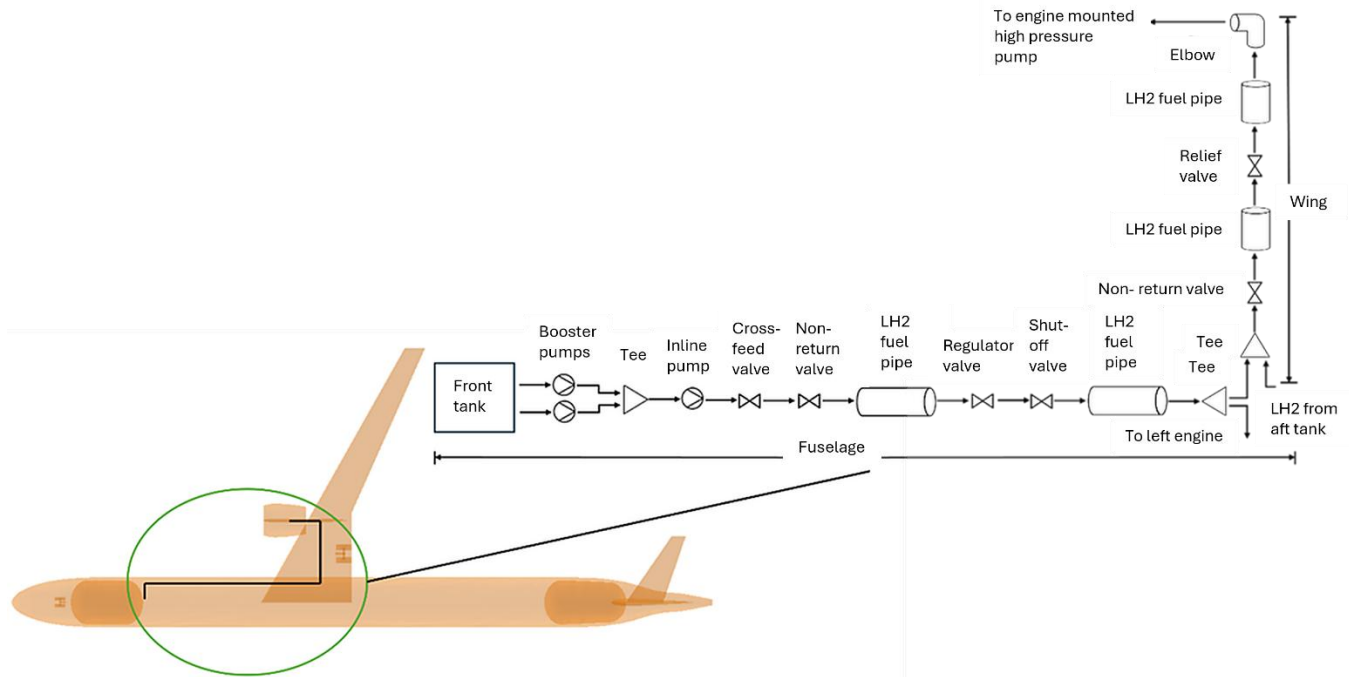 To engine mounted
high pressure
pump
Elbow
LH2 fuel pipe
Relief
valve
Wing
LH2 fuel pipe
Non- return valve
Tee
Tee
LH2 from
aft tank
To left engine
Front
tank
Booster
pumps
Tee
Inline
pump
Cross-
feed valve
Non-
return
valve
LH2
fuel
pipe
Regulator
valve
Shut-
off
valve
LH2
fuel
pipe
Fuselage
H
H